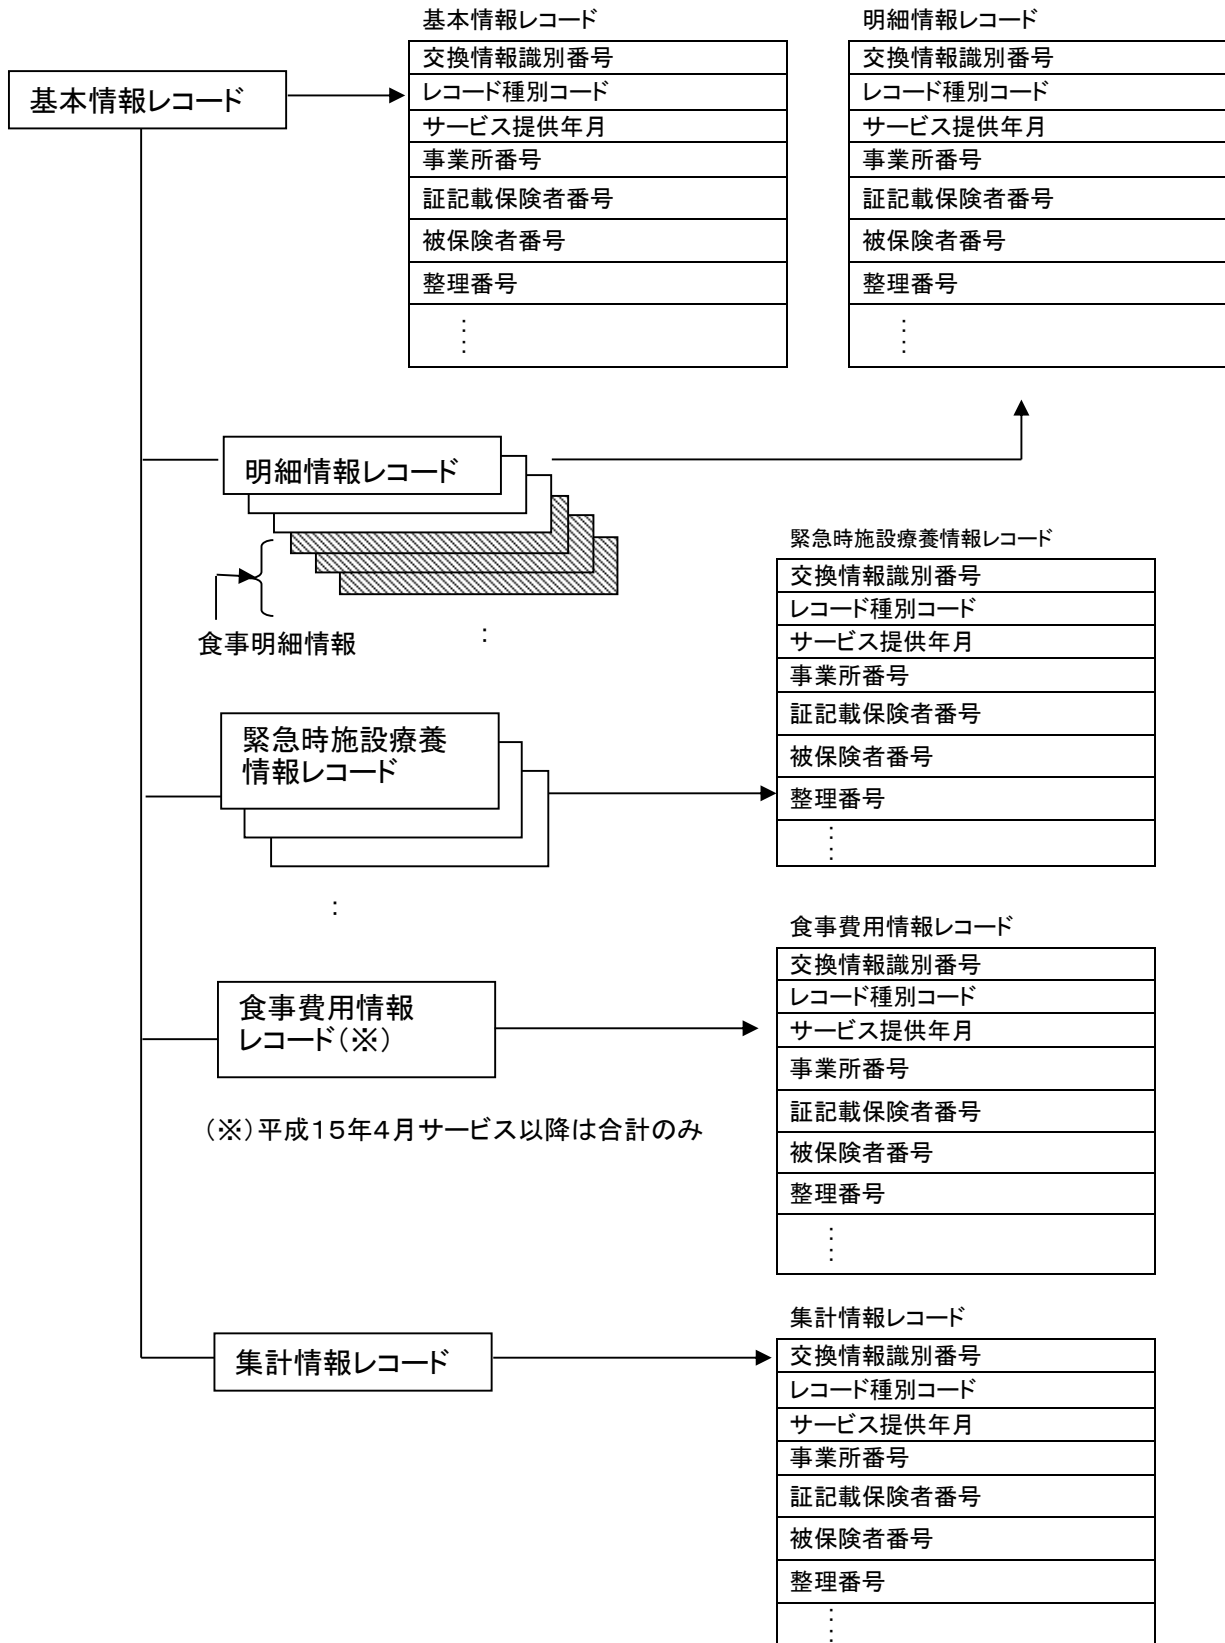 基本情報レコード
基本情報レコード
交換情報識別番号
レコード種別コード
サービス提供年月
事業所番号
証記載保険者番号
被保険者番号
整理番号
:
:
明細情報レコード
交換情報識別番号
レコード種別コード
サービス提供年月
事業所番号
証記載保険者番号
被保険者番号
整理番号
:
:
明細情報レコード
食事明細情報
:
緊急時施設療養
情報レコード
:
緊急時施設療養情報レコード
交換情報識別番号
レコード種別コード
サービス提供年月
事業所番号
証記載保険者番号
被保険者番号
整理番号
:
:
食事費用情報
レコード(※)
(※)平成15年4月サービス以降は合計のみ
食事費用情報レコード
交換情報識別番号
レコード種別コード
サービス提供年月
事業所番号
証記載保険者番号
被保険者番号
整理番号
:
:
集計情報レコード
集計情報レコード
交換情報識別番号
レコード種別コード
サービス提供年月
事業所番号
証記載保険者番号
被保険者番号
整理番号
:
: